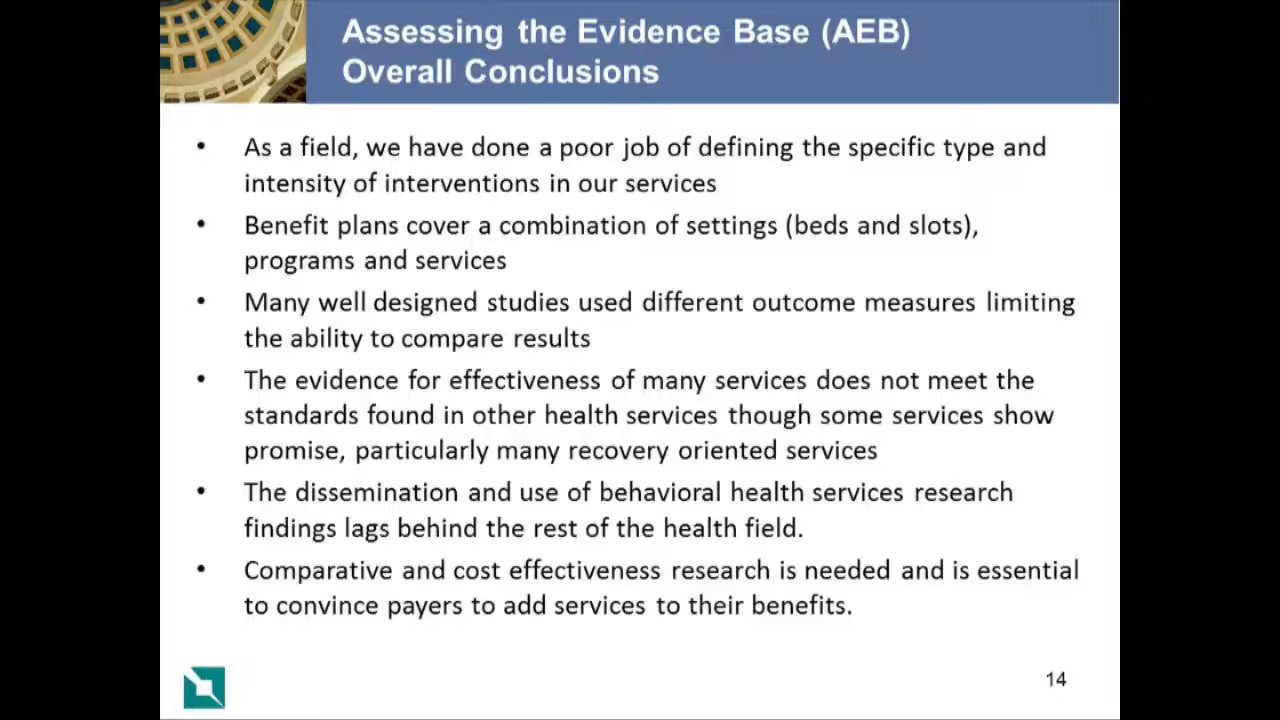 Assessing the Evidence Base (AEB)
Overall Conclusions
• As a field, we have done a poor job of defining the specific type and
intensity of interventions in our services
• Benefit plans cover a combination of settings (beds and slots),
programs and services
• Many well designed studies used different outcome measures limiting
the ability to compare results
• The evidence for effectiveness of many services does not meet the
standards found in other health services though some services show
promise, particularly many recovery oriented services
• The dissemination and use of behavioral health services research
findings lags behind the rest of the health field.
• Comparative and cost effectiveness research is needed and is essential
to convince payers to add services to their benefits.
14